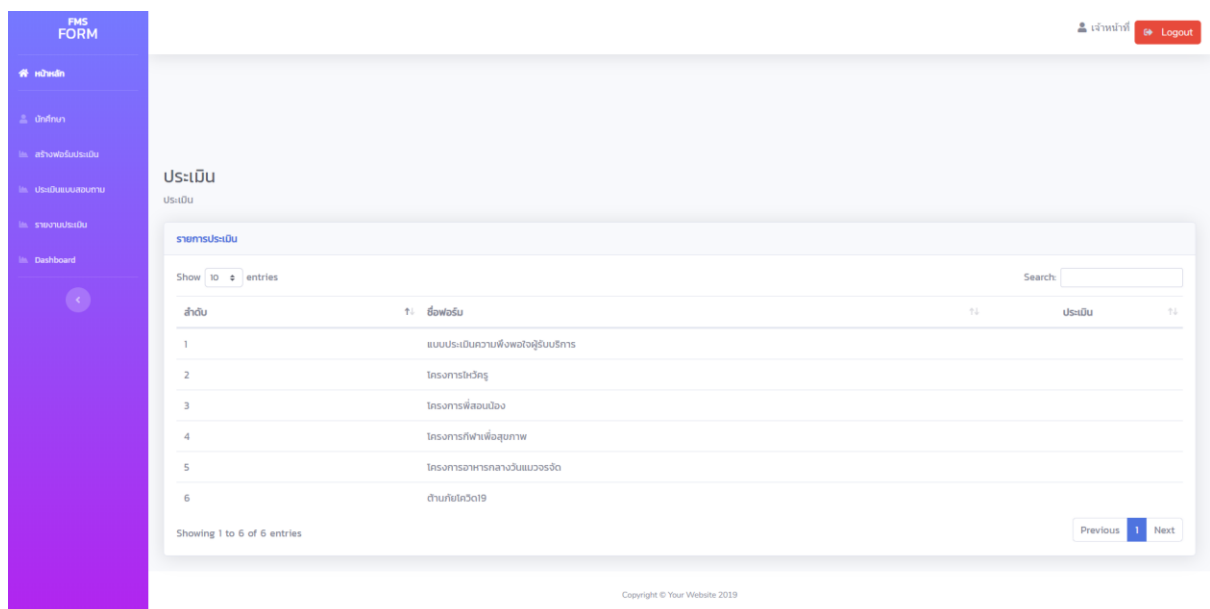 FMS
FORM
เจ้าหน้าที่
Logout
หน้าหลัก
นักศึกษา
สร้างฟอร์มประเมิน
ประเมินแบบสอบถาม
รายงานประเมิน
Dashboard
ประเมิน
ประเมิน
รายการประเมิน
Show 10 entries
Search:
ลำดับ ชื่อฟอร์ม ประเมิน
1 แบบประเมินความพึงพอใจผู้รับบริการ
2 โครงการไหว้ครู
3 โครงการพี่สอนน้อง
4 โครงการกีฬาเพื่อสุขภาพ
5 โครงการอาหารกลางวันแมวจรจัด
6 ต้านภัยโควิด19
Showing 1 to 6 of 6 entries
Previous 1 Next
Copyright © Your Website 2019